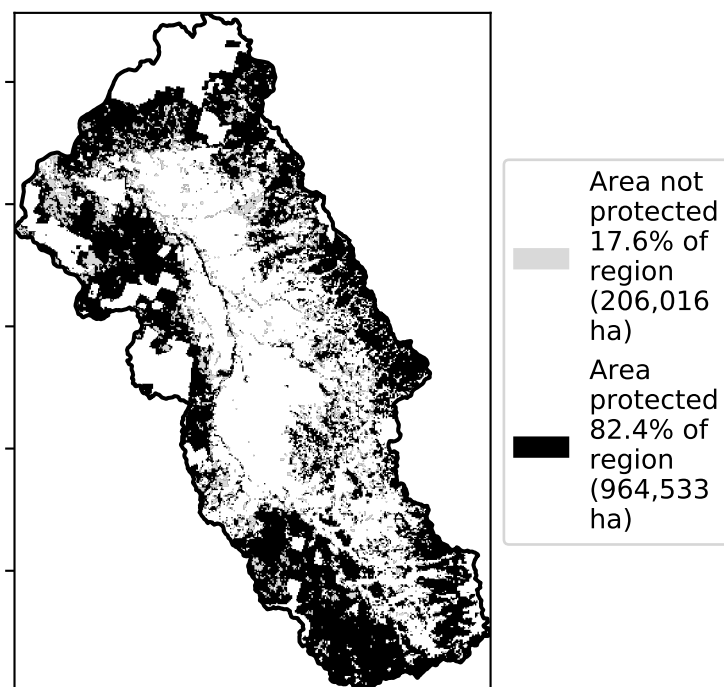 Area not
protected
17.6% of
region
(206,016
ha)
Area
protected
82.4% of
region
(964,533
ha)